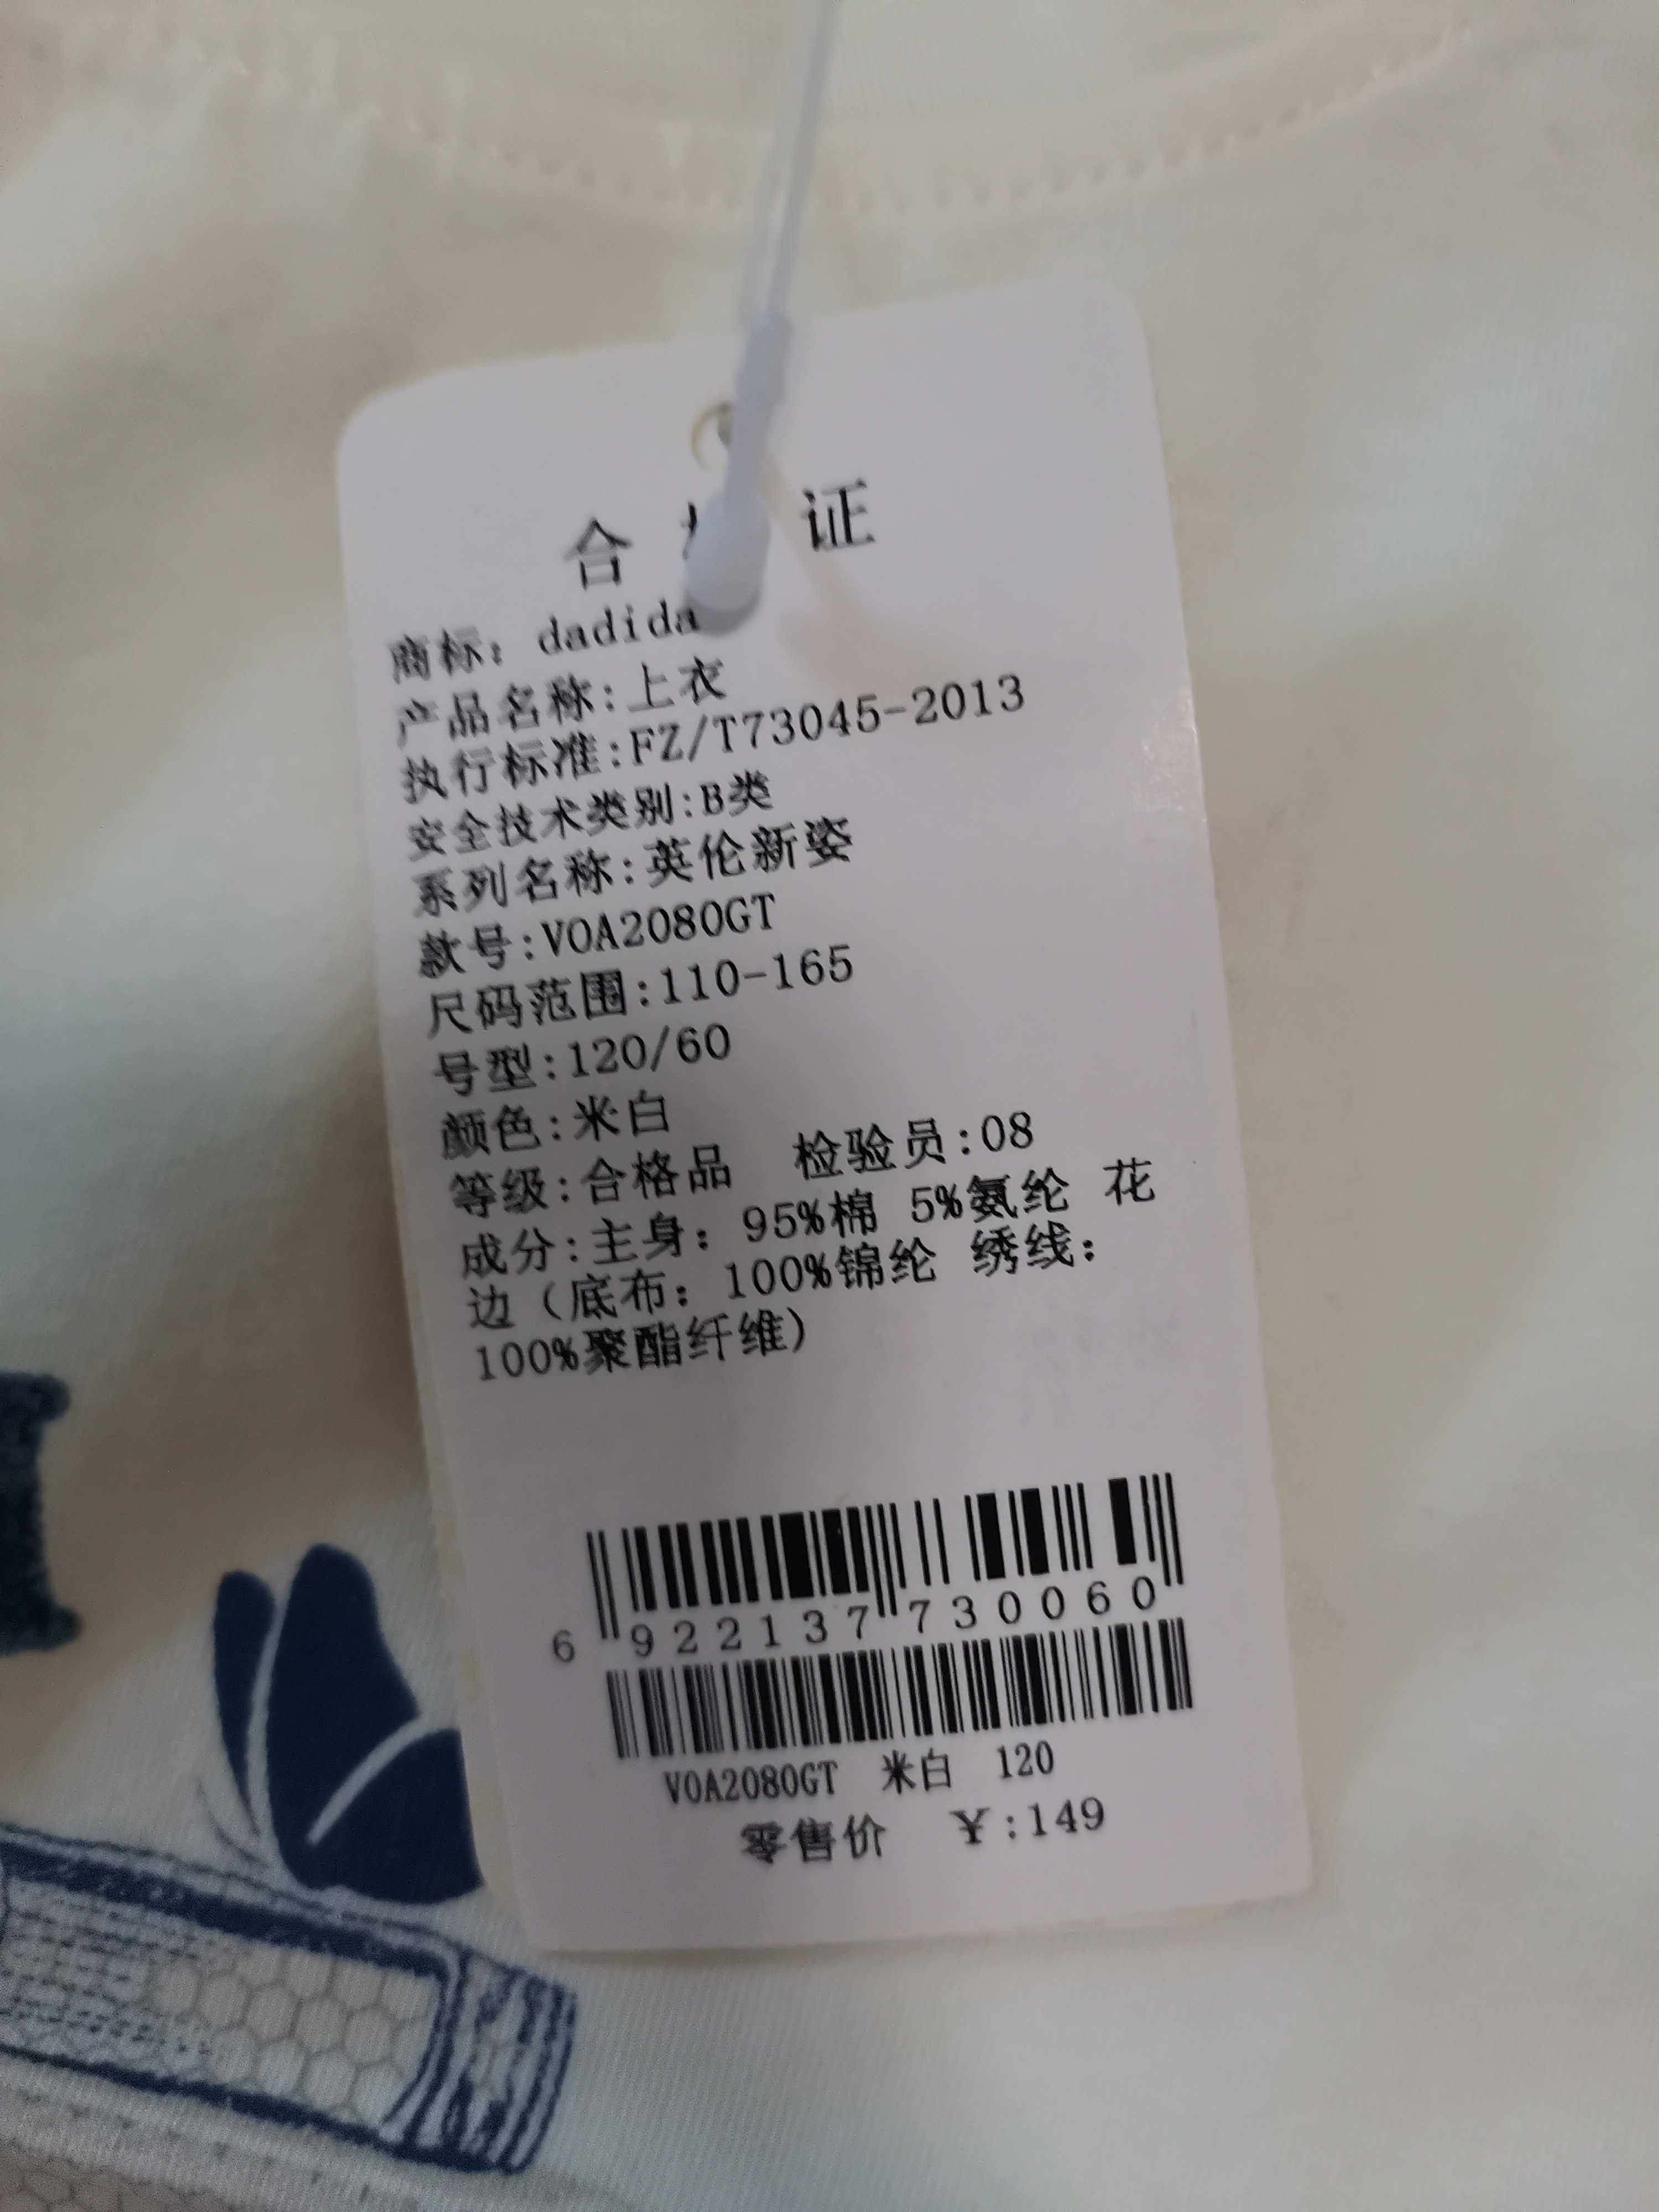 合 证
商标: dadida
产品名称:上衣
执行标准:FZ/T73045-2013
安全技术类别:B类
系列名称:英伦新姿
款号:VOA2080GT
尺码范围:110-165
号型:120/60
颜色:米白
等级:合格品 检验员:08
成分:主身: 95%棉 5%氨纶 花
边(底布: 100%锦纶 绣线:
100%聚酯纤维)
6 922137 730060
VOA2080GT 米白 120
零售价 ¥:149